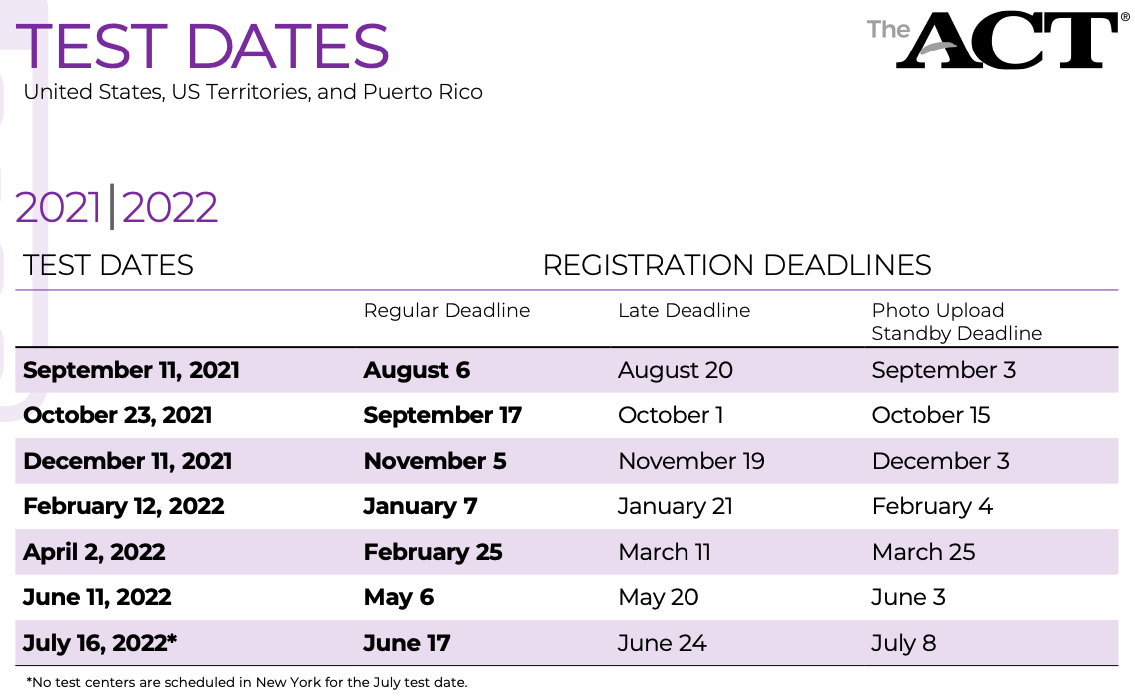 TEST DATES
The ACT®
United States, US Territories, and Puerto Rico
2021|2022
TEST DATES REGISTRATION DEADLINES
Regular Deadline Late Deadline Photo Upload
Standby Deadline
September 11, 2021 August 6 August 20 September 3
October 23, 2021 September 17 October 1 October 15
December 11, 2021 November 5 November 19 December 3
February 12, 2022 January 7 January 21 February 4
April 2, 2022 February 25 March 11 March 25
June 11, 2022 May 6 May 20 June 3
July 16, 2022* June 17 June 24 July 8
*No test centers are scheduled in New York for the July test date.